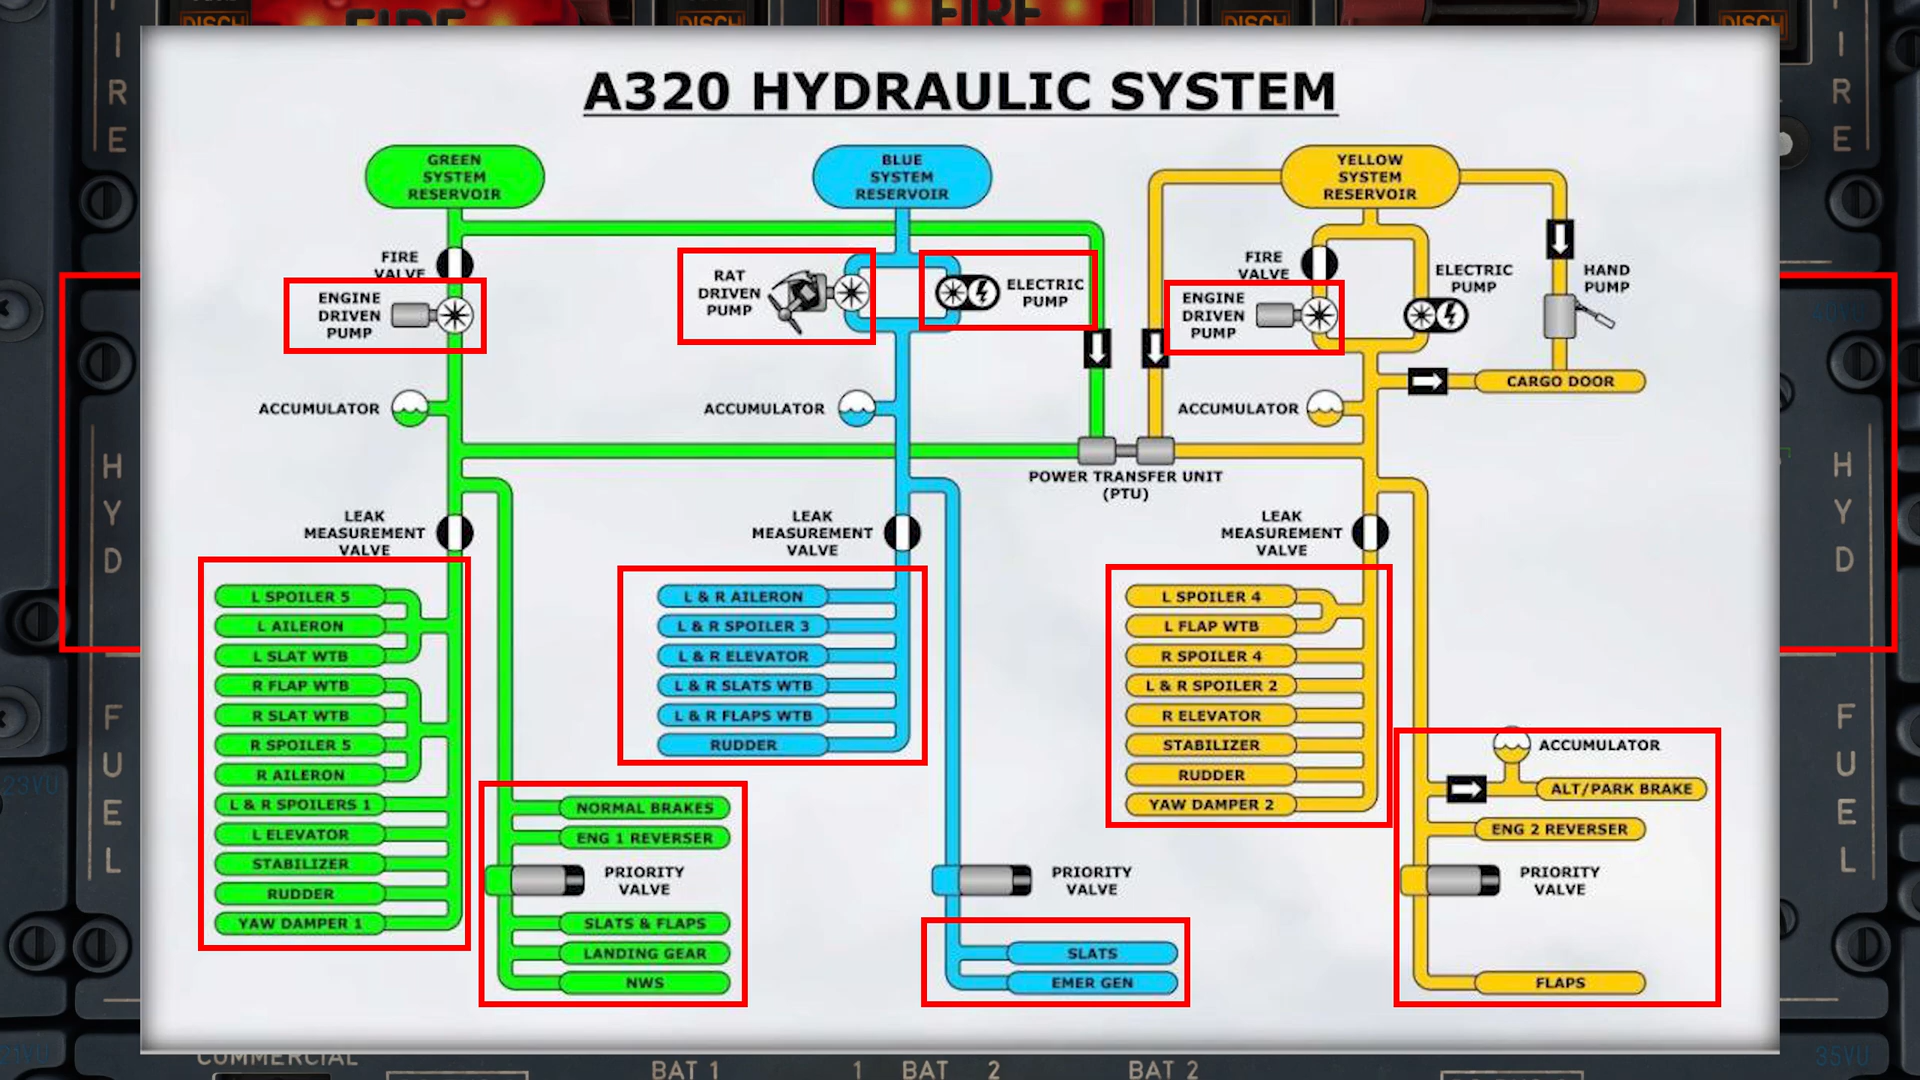 FIRE
FIRE
DISCH
DISCH
DISCH
DISCH
I
R
E
I
R
E
A320 HYDRAULIC SYSTEM
GREEN
SYSTEM
RESERVOIR
BLUE
SYSTEM
RESERVOIR
YELLOW
SYSTEM
RESERVOIR
FIRE
VALVE
ENGINE
DRIVEN
PUMP
RAT
DRIVEN
PUMP
ELECTRIC
PUMP
FIRE
VALVE
ENGINE
DRIVEN
PUMP
ELECTRIC
PUMP
HAND
PUMP
CARGO DOOR
ACCUMULATOR
ACCUMULATOR
ACCUMULATOR
POWER TRANSFER UNIT
(PTU)
LEAK
MEASUREMENT
VALVE
LEAK
MEASUREMENT
VALVE
LEAK
MEASUREMENT
VALVE
L SPOILER 5
L AILERON
L SLAT WTB
R FLAP WTB
R SLAT WTB
R SPOILER 5
R AILERON
L & R SPOILERS 1
L ELEVATOR
STABILIZER
RUDDER
YAW DAMPER 1
NORMAL BRAKES
ENG 1 REVERSER
PRIORITY
VALVE
SLATS & FLAPS
LANDING GEAR
NWS
L & R AILERON
L & R SPOILER 3
L & R ELEVATOR
L & R SLATS WTB
L & R FLAPS WTB
RUDDER
PRIORITY
VALVE
SLATS
EMER GEN
L SPOILER 4
L FLAP WTB
R SPOILER 4
L & R SPOILER 2
R ELEVATOR
STABILIZER
RUDDER
YAW DAMPER 2
ACCUMULATOR
ALT/PARK BRAKE
ENG 2 REVERSER
PRIORITY
VALVE
FLAPS
H
Y
D
H
Y
D
F
U
E
L
F
U
E
L
23VU
21VU
35VU
COMMERCIAL
BAT 1
1 BAT 2
BAT 2